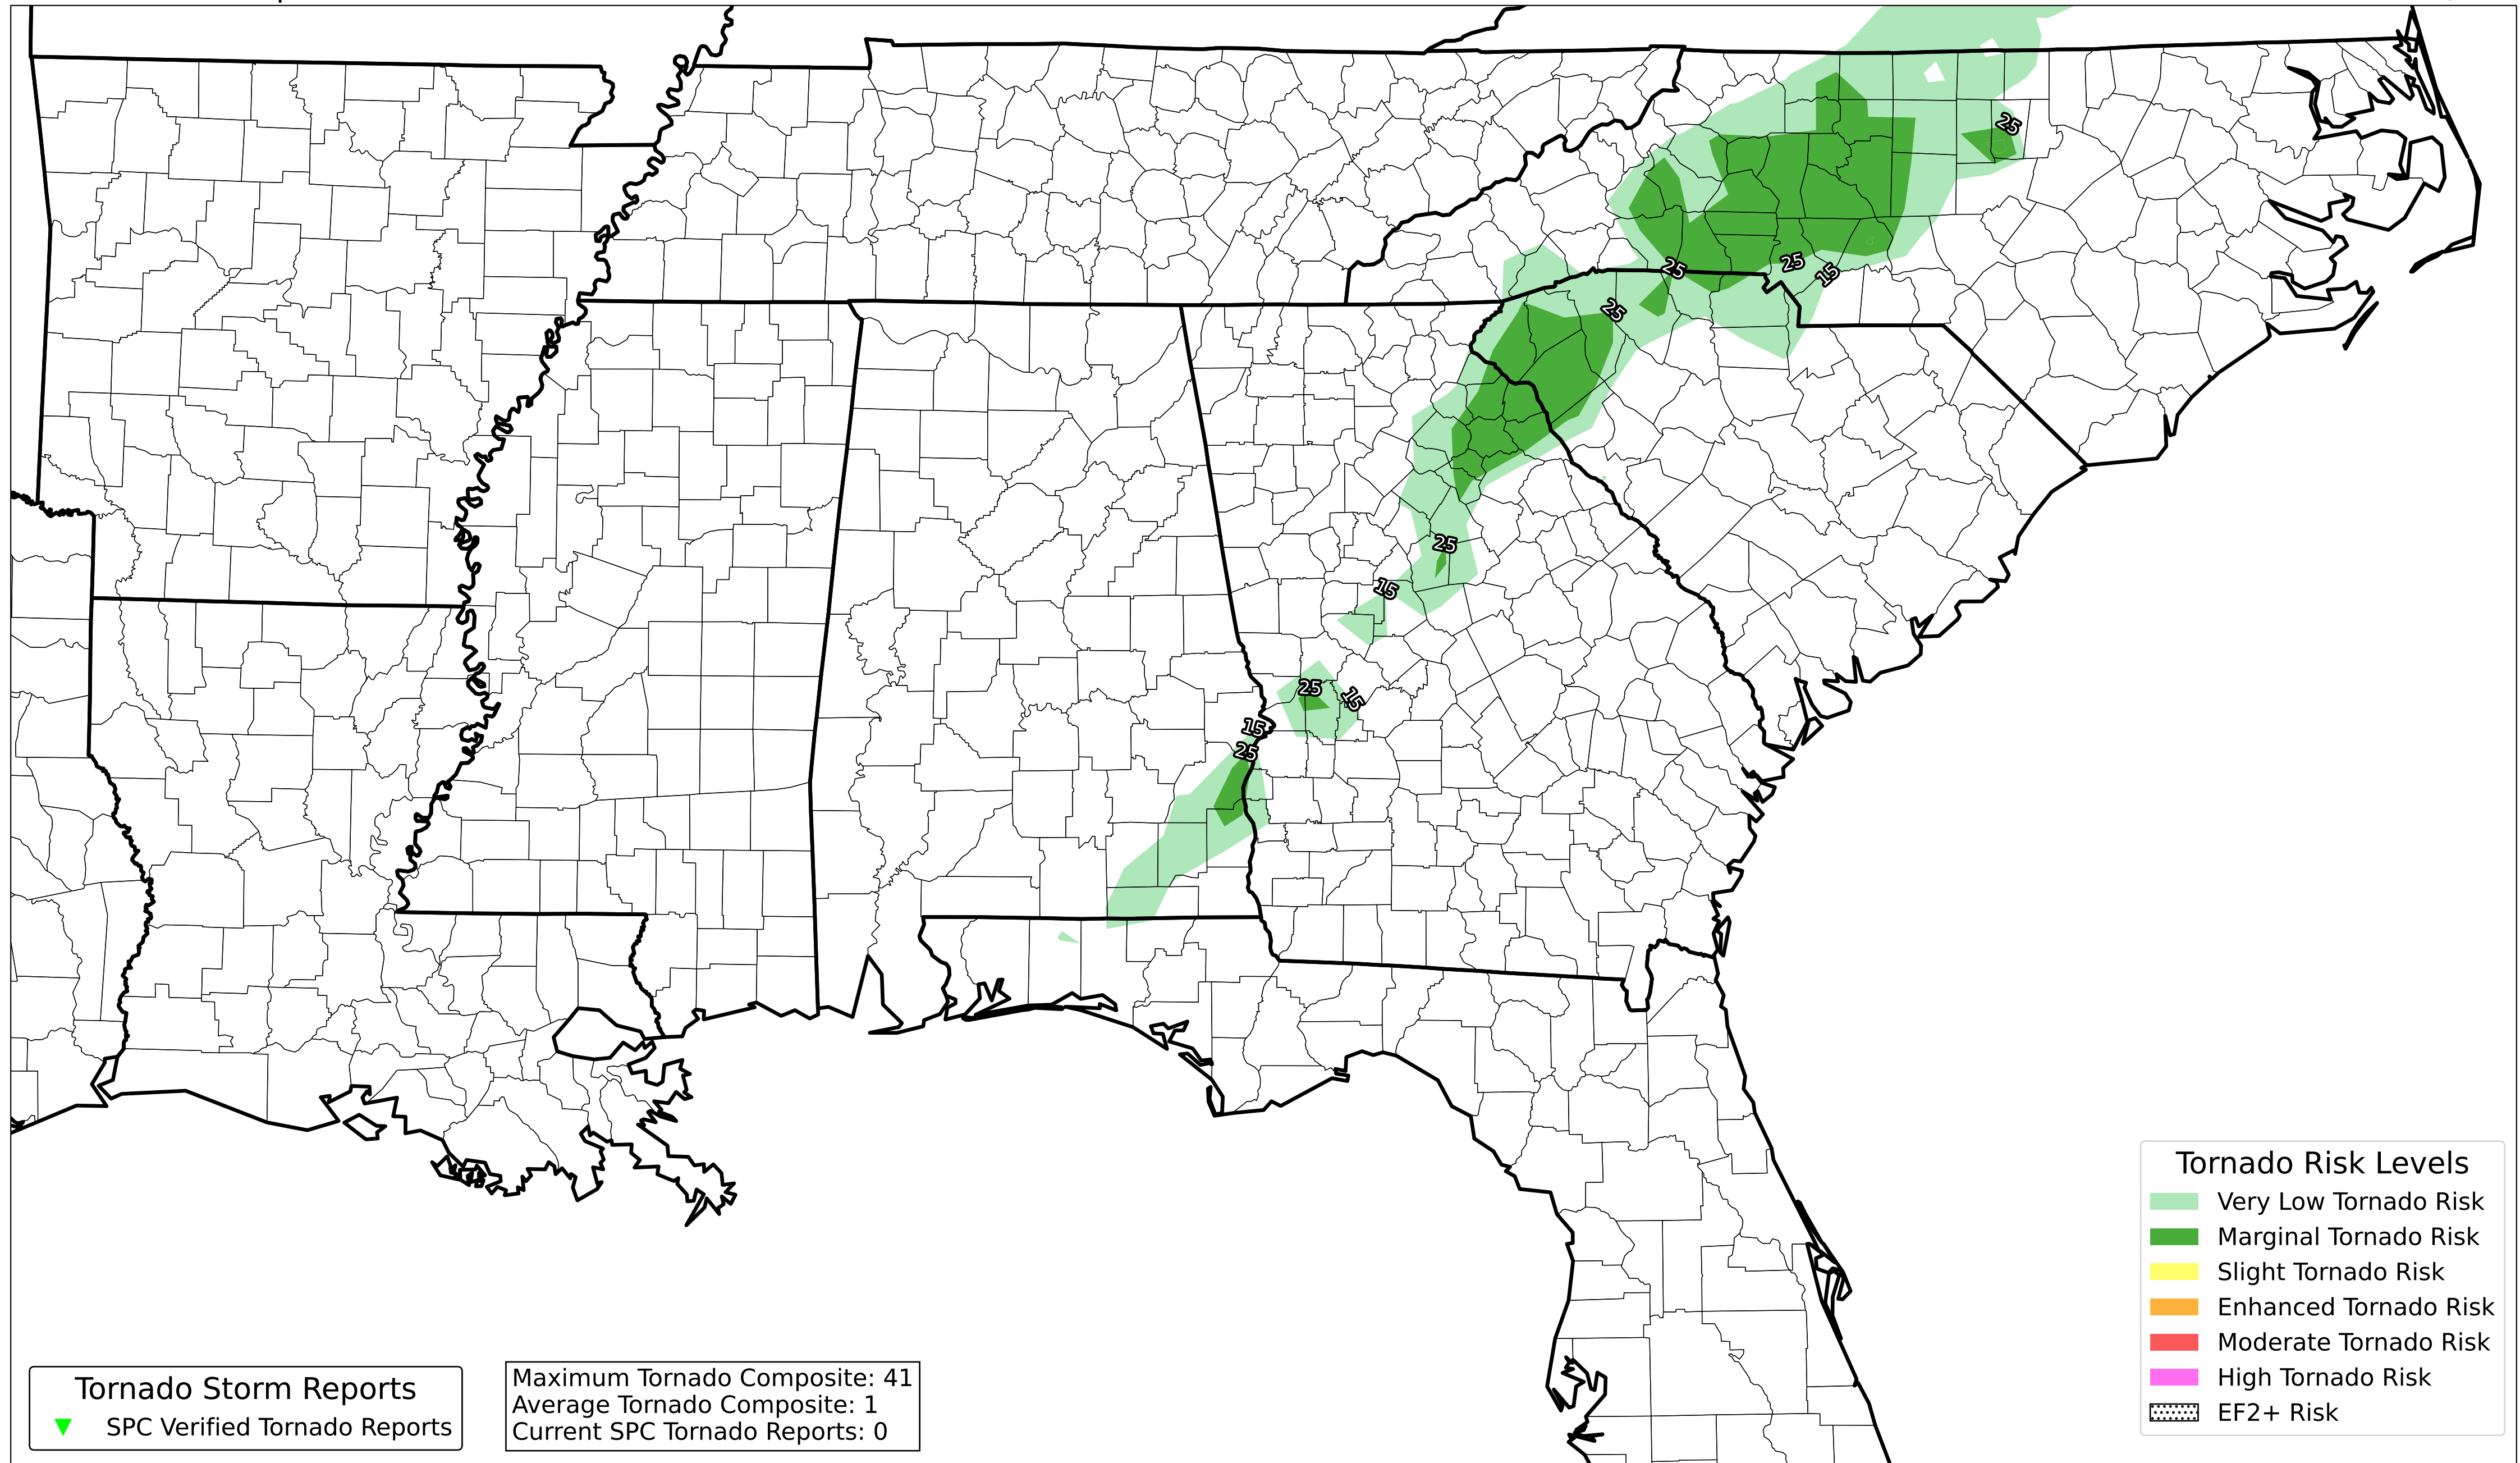 25
25
25
15
25
25
15
25
15
15
25
Tornado Risk Levels
Very Low Tornado Risk
Marginal Tornado Risk
Slight Tornado Risk
Enhanced Tornado Risk
Moderate Tornado Risk
High Tornado Risk
EF2+ Risk
Tornado Storm Reports
SPC Verified Tornado Reports
Maximum Tornado Composite: 41
Average Tornado Composite: 1
Current SPC Tornado Reports: 0